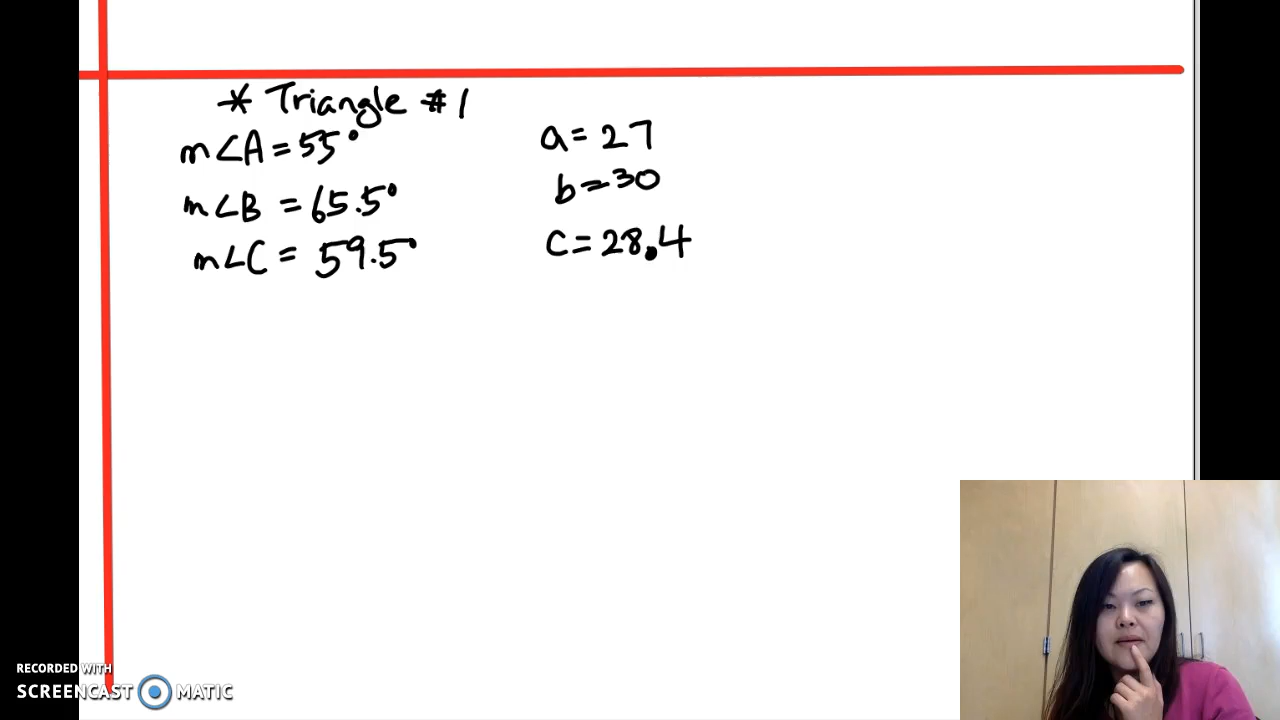 * Triangle #1
m∠A = 55°
a = 27
m∠B = 65.5°
b = 30
m∠C = 59.5°
c = 28.4
RECORDED WITH
SCREENCAST MATIC